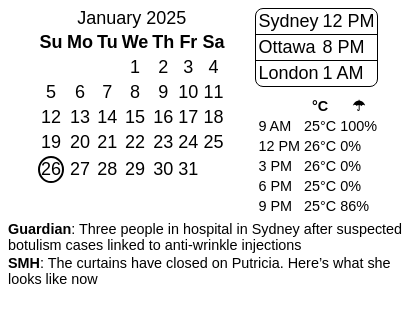 January 2025
Su Mo Tu We Th Fr Sa
1 2 3 4
5 6 7 8 9 10 11
12 13 14 15 16 17 18
19 20 21 22 23 24 25
26 27 28 29 30 31
Sydney 12 PM
Ottawa 8 PM
London 1 AM
°C ☂
9 AM 25°C 100%
12 PM 26°C 0%
3 PM 26°C 0%
6 PM 25°C 0%
9 PM 25°C 86%
Guardian: Three people in hospital in Sydney after suspected
botulism cases linked to anti-wrinkle injections
SMH: The curtains have closed on Putricia. Here’s what she
looks like now